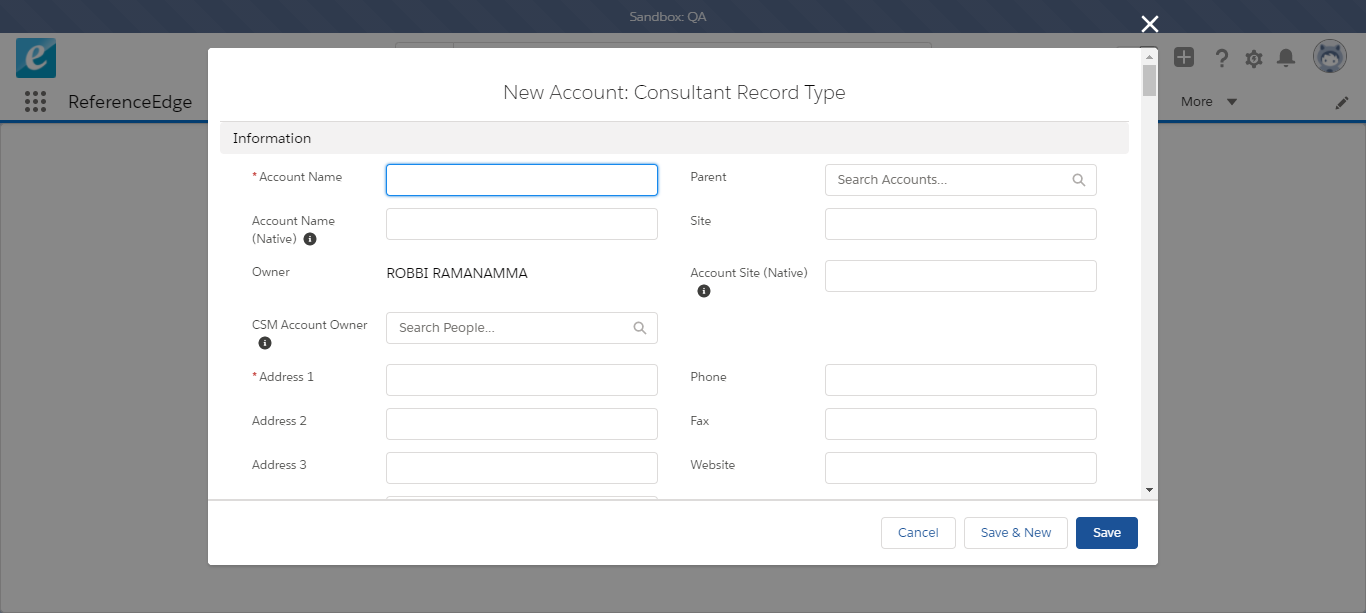 Sandbox: QA
ReferenceEdge
More
New Account: Consultant Record Type
Information
* Account Name
Parent
Search Accounts...
Account Name
(Native)
Site
Owner
ROBBI RAMANAMMA
Account Site (Native)
CSM Account Owner
Search People...
* Address 1
Phone
Address 2
Fax
Address 3
Website
Cancel
Save & New
Save